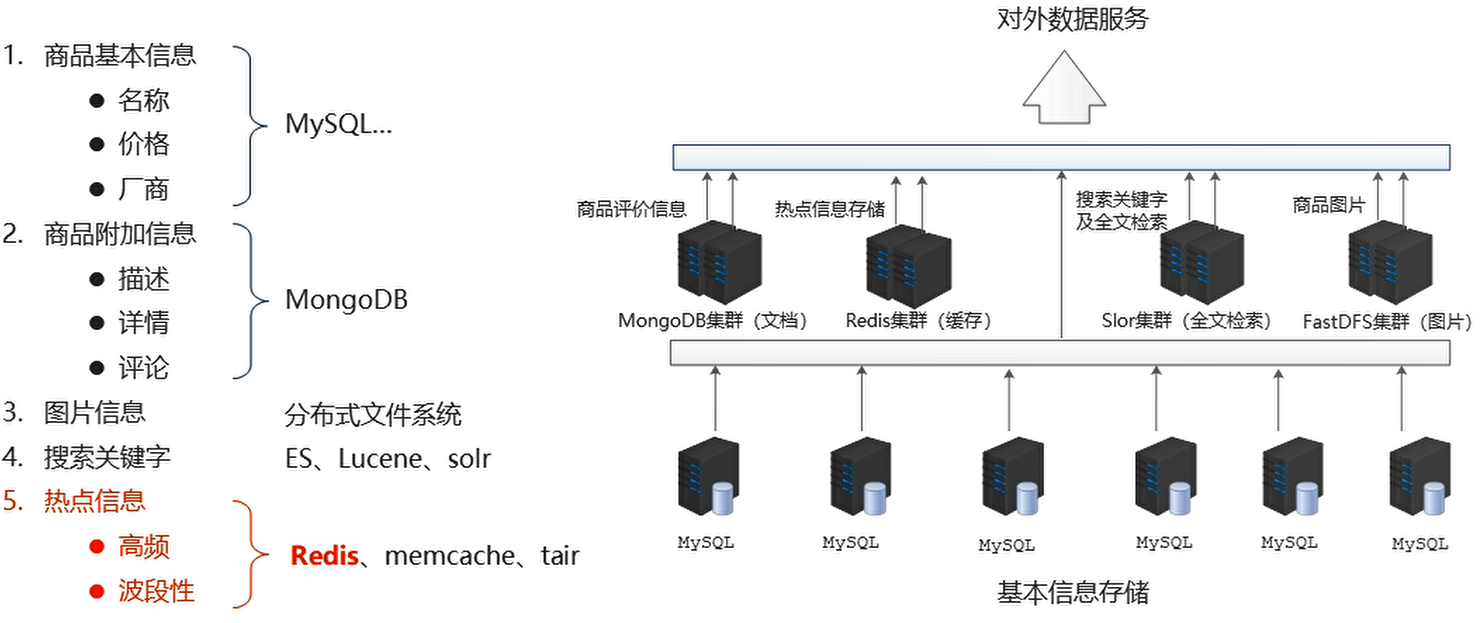 1. 商品基本信息
● 名称
● 价格
● 厂商
MySQL...
2. 商品附加信息
● 描述
● 详情
● 评论
MongoDB
3. 图片信息 分布式文件系统
4. 搜索关键字 ES、Lucene、solr
5. 热点信息
● 高频
● 波段性
Redis、memcache、tair
对外数据服务
商品评价信息
热点信息存储
搜索关键字
及全文检索
商品图片
MongoDB集群（文档）
Redis集群（缓存）
Slor集群（全文检索）
FastDFS集群（图片）
MySQL
MySQL
MySQL
MySQL
MySQL
MySQL
基本信息存储